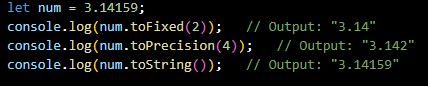 let num = 3.14159;
console.log(num.toFixed(2));   // Output: "3.14"
console.log(num.toPrecision(4));   // Output: "3.142"
console.log(num.toString());   // Output: "3.14159"